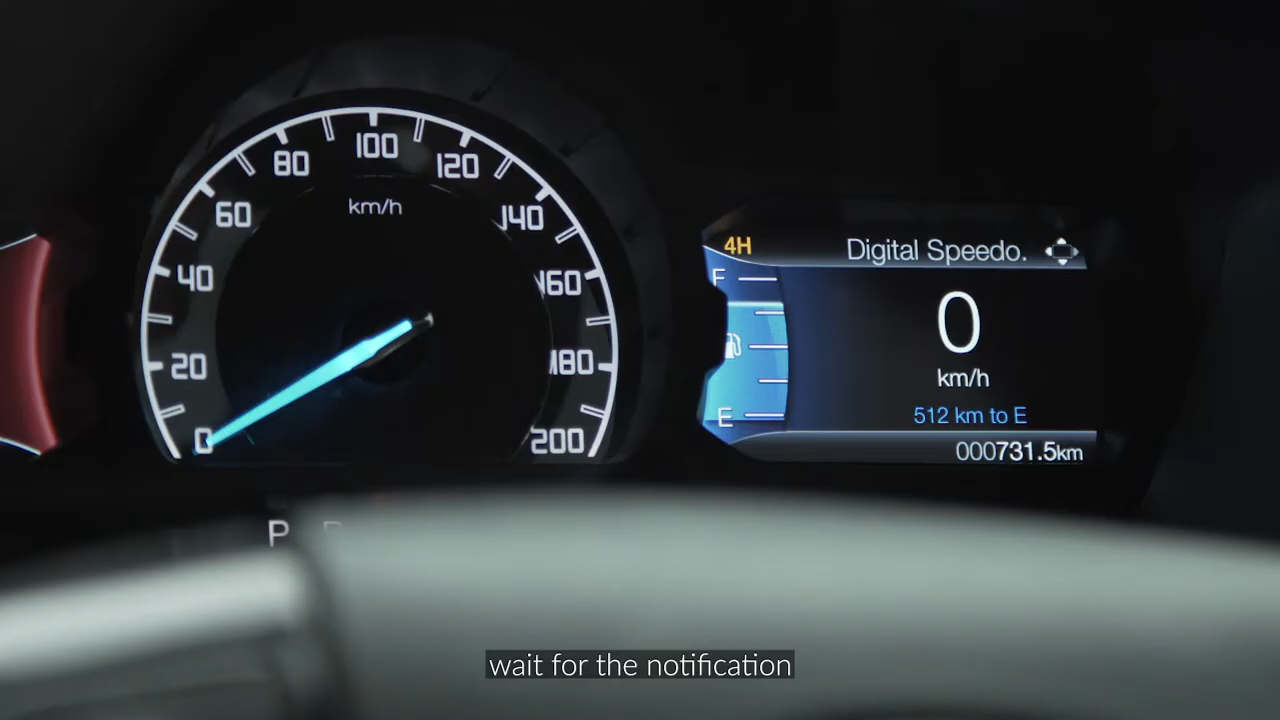 0
20
40
60
80
100
120
140
160
180
200
km/h
4H
Digital Speedo.
F
E
0
km/h
512 km to E
000731.5km
P
wait for the notification